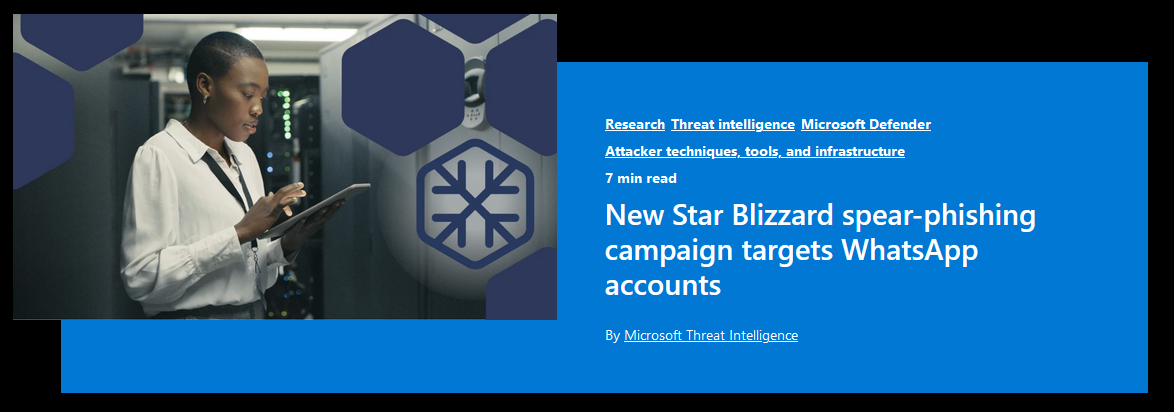 Research Threat intelligence Microsoft Defender
Attacker techniques, tools, and infrastructure
7 min read
New Star Blizzard spear-phishing
campaign targets WhatsApp
accounts
By Microsoft Threat Intelligence